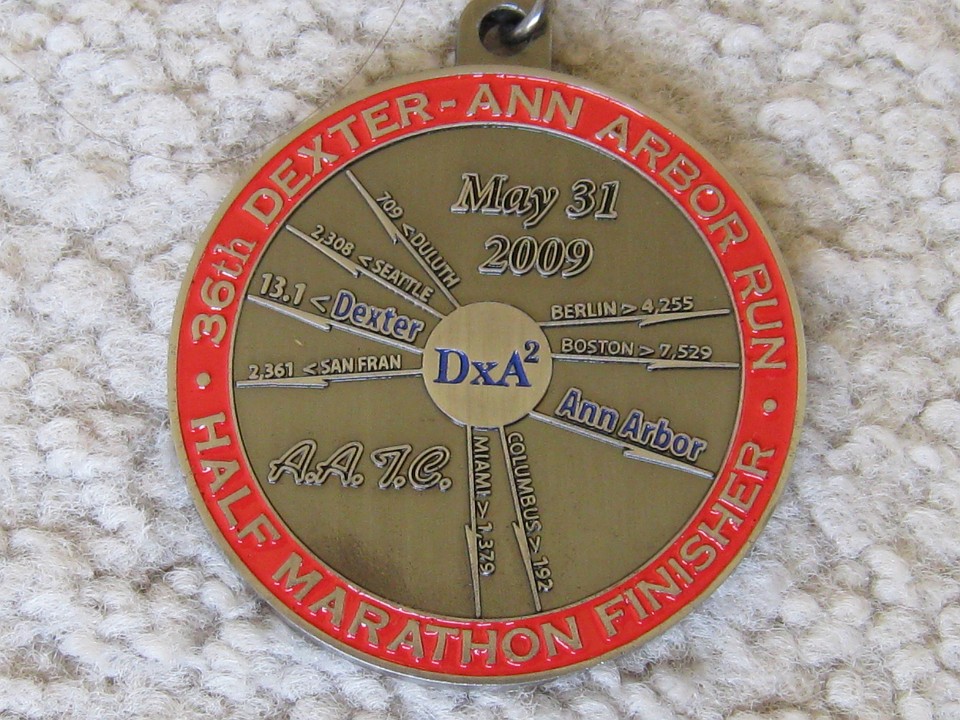 36th DEXTER-ANN ARBOR RUN
May 31
2009
709 < DULUTH
2,308 < SEATTLE
13.1 < Dexter
2,361 < SAN FRAN
BERLIN > 4,255
BOSTON > 7,529
Ann Arbor
DxA²
A.A.T.C.
MIAMI > 1,379
COLUMBUS > 192
HALF MARATHON FINISHER